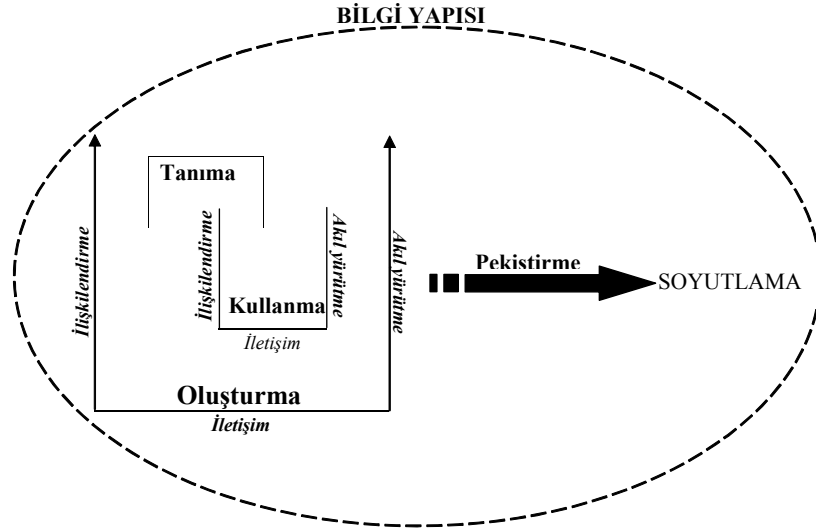 BİLGİ YAPISI
Tanıma
İlişkilendirme
İlişkilendirme
Akıl yürütme
Akıl yürütme
Pekiştirme
SOYUTLAMA
Kullanma
İletişim
Oluşturma
İletişim